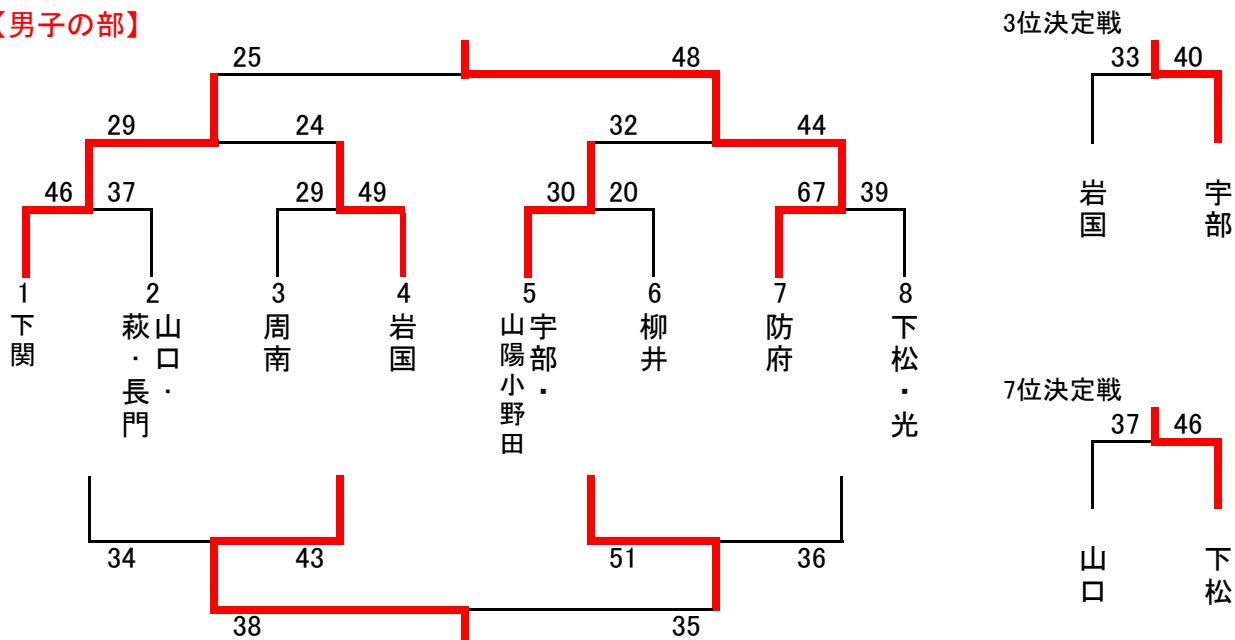 【男子の部】
3位決定戦
25 48
33 40
29 24 32 44
46 37 29 49 30 20 67 39
岩国
宇部
1 2 3 4 5 6 7 8
下関
山口・
萩・長門
周南
岩国
宇部・
山陽小野田
柳井
防府
下松・光
7位決定戦
37 46
34 43 51 36
山口
下松
38 35